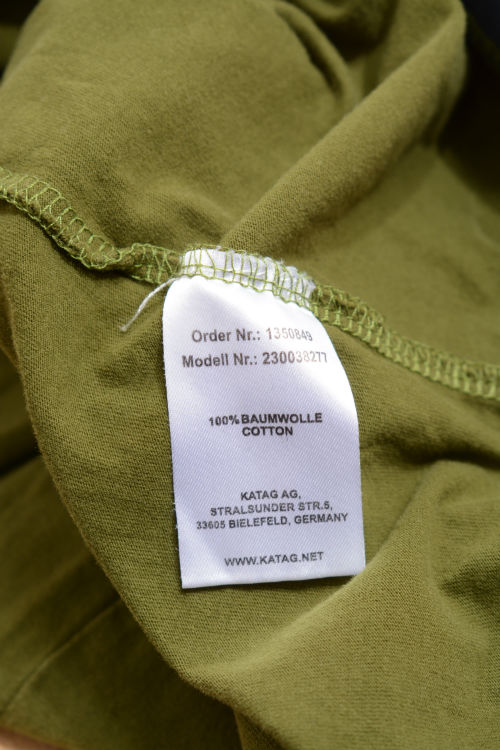 Order Nr.: 1350849
Modell Nr.: 230038277
100% BAUMWOLLE
COTTON
KATAG AG,
STRALSUNDER STR.5,
33605 BIELEFELD, GERMANY
WWW.KATAG.NET